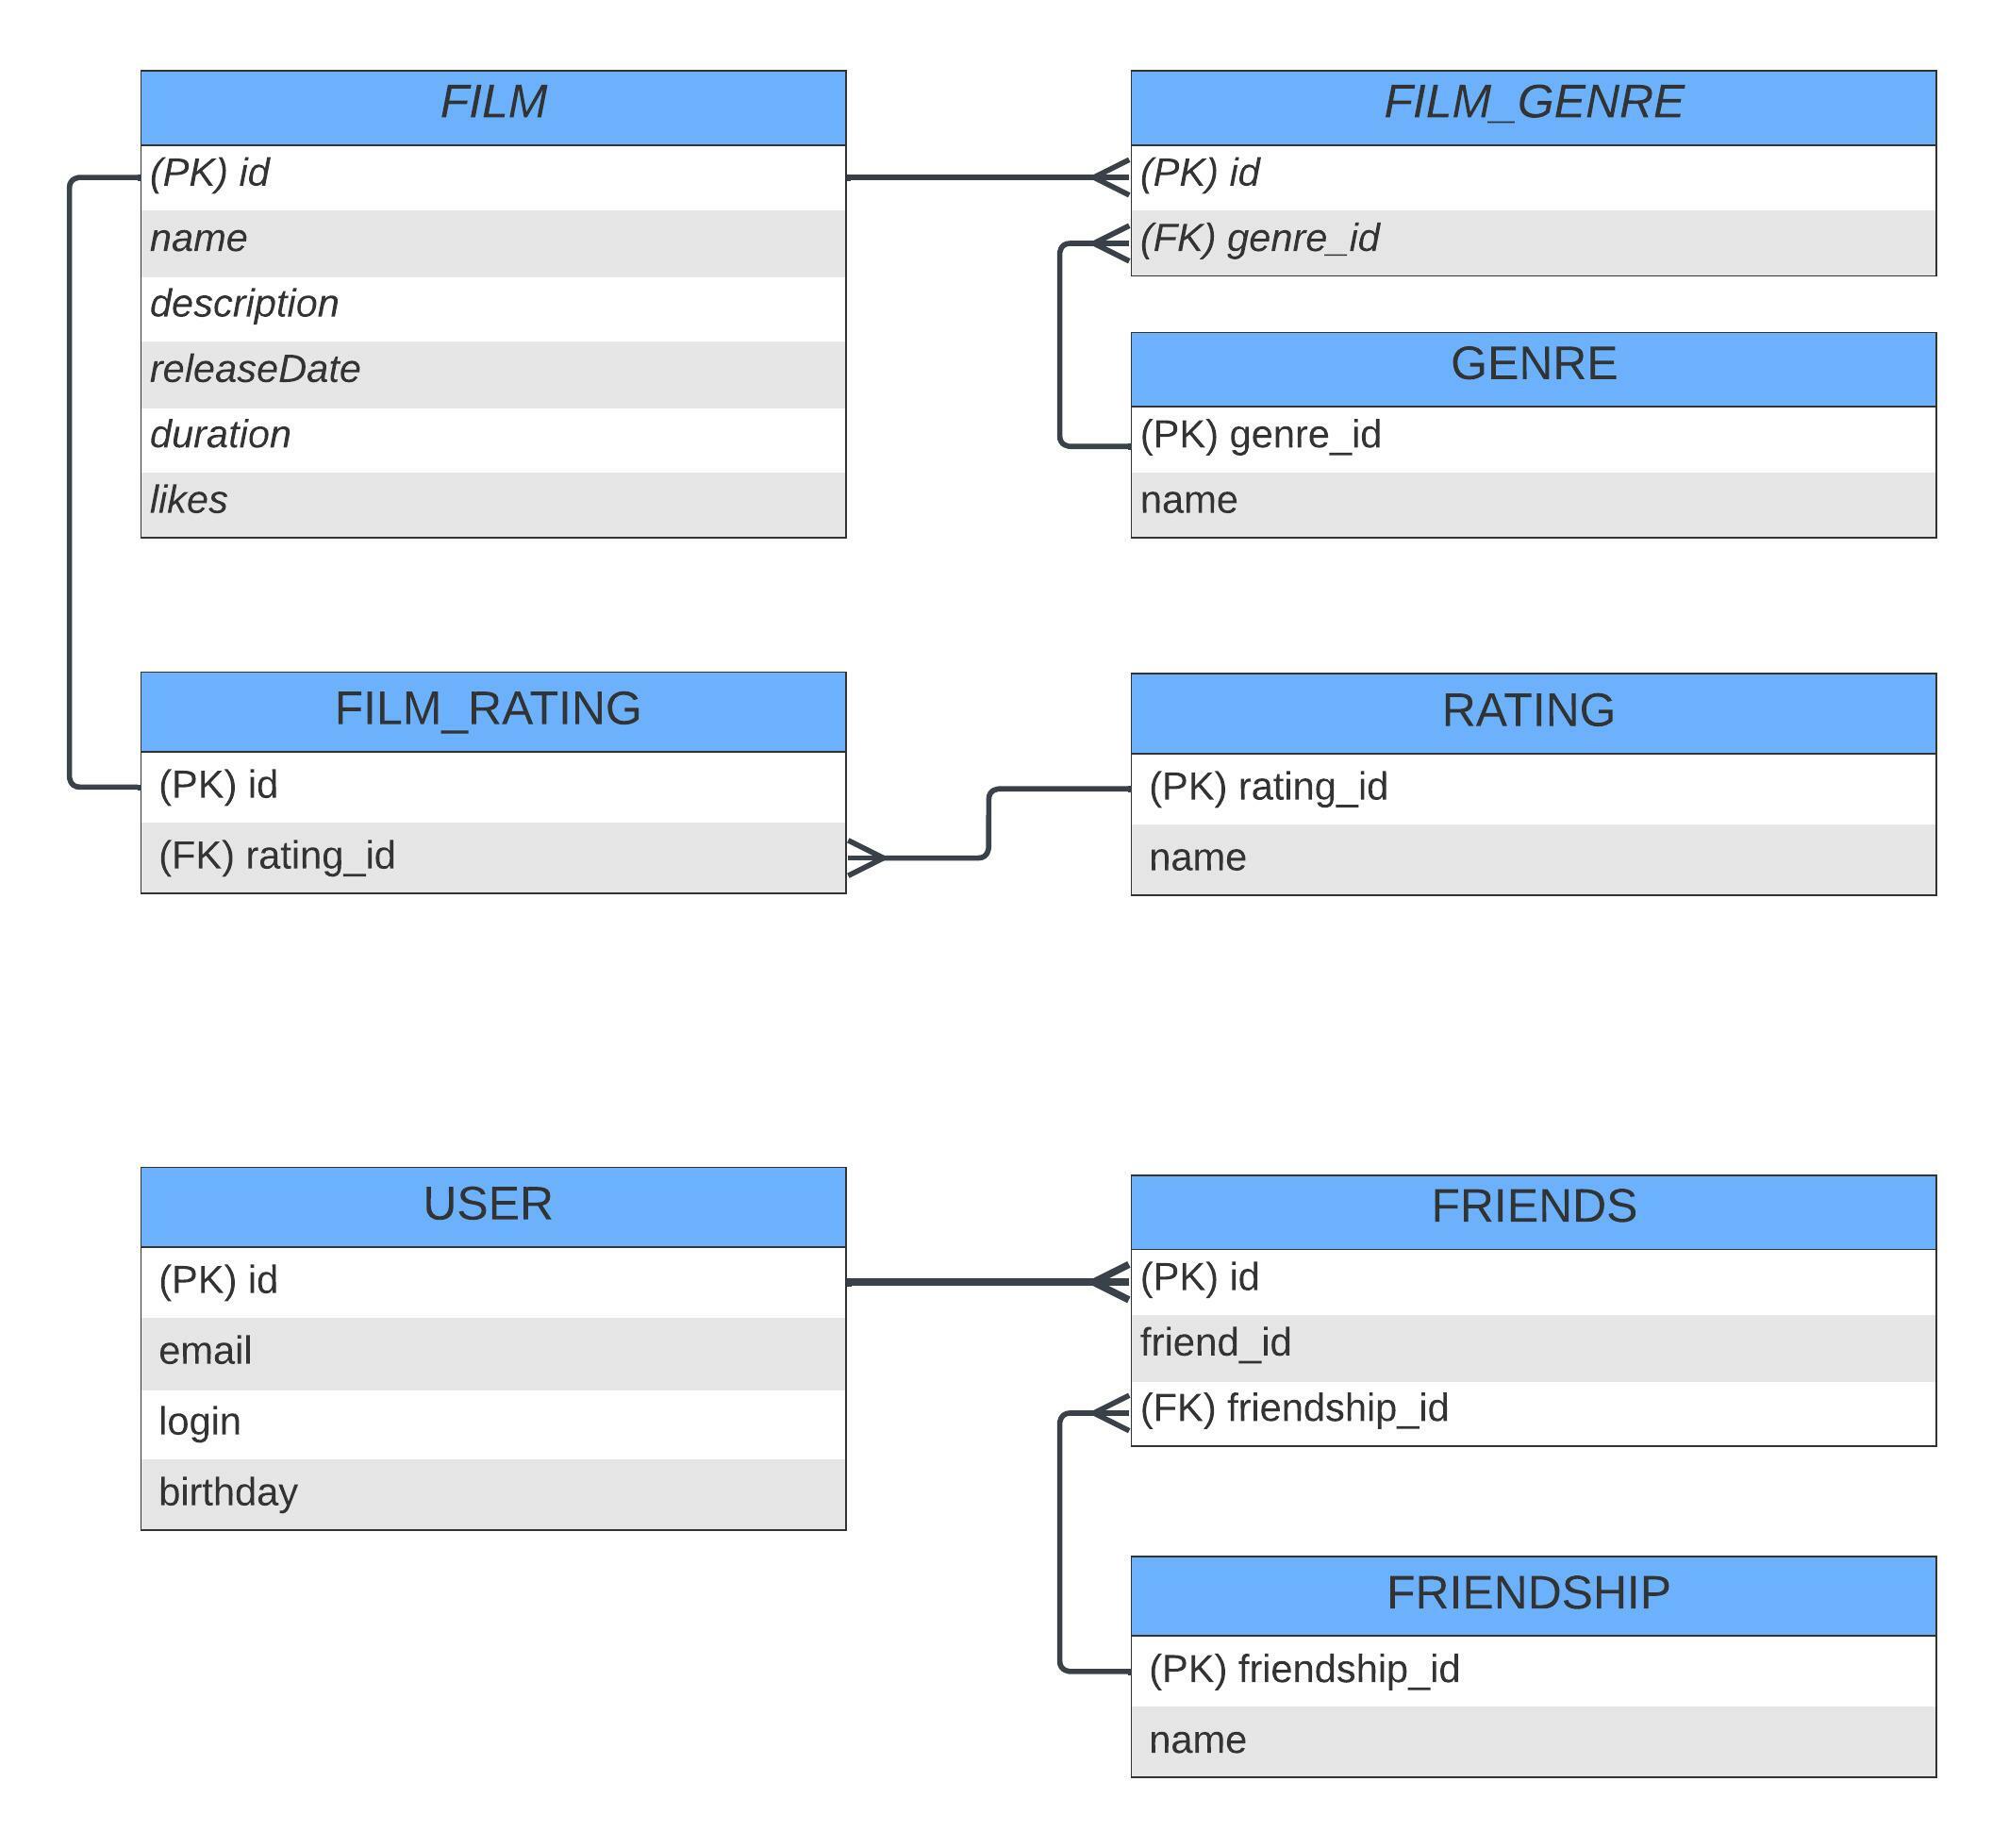 FILM
(PK) id
name
description
releaseDate
duration
likes
FILM_GENRE
(PK) id
(FK) genre_id
GENRE
(PK) genre_id
name
FILM_RATING
(PK) id
(FK) rating_id
RATING
(PK) rating_id
name
USER
(PK) id
email
login
birthday
FRIENDS
(PK) id
friend_id
(FK) friendship_id
FRIENDSHIP
(PK) friendship_id
name